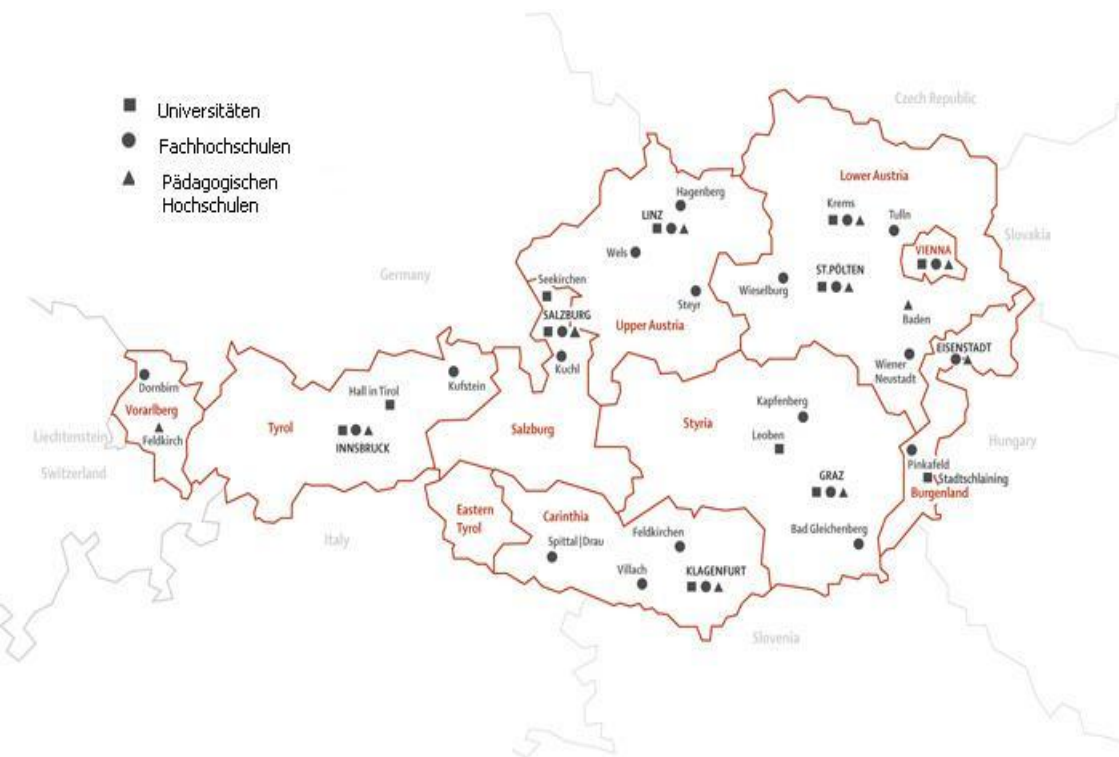 Universitäten
Fachhochschulen
Pädagogischen
Hochschulen
Czech Republic
Lower Austria
Hagenberg
Krems
LINZ
Tulln
Slovakia
Wels
VIENNA
Germany
Seekirchen
ST.PÖLTEN
Wieselburg
Steyr
SALZBURG
Upper Austria
Baden
EISENSTADT
Kuchl
Wiener
Neustadt
Dornbirn
Kufstein
Hall in Tirol
Vorarlberg
Kapfenberg
Tyrol
Salzburg
Styria
Liechtenstein
Feldkirch
INNSBRUCK
Leoben
Hungary
Switzerland
Pinkafeld
GRAZ
Stadtschlaining
Burgenland
Eastern
Tyrol
Carinthia
Italy
Feldkirchen
Bad Gleichenberg
Spittal|Drau
Villach
KLAGENFURT
Slovenia